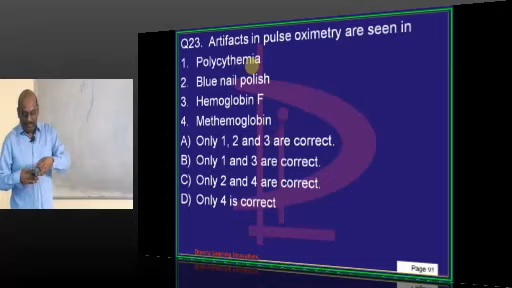 Q23. Artifacts in pulse oximetry are seen in
1. Polycythemia
2. Blue nail polish
3. Hemoglobin F
4. Methemoglobin
A) Only 1, 2 and 3 are correct.
B) Only 1 and 3 are correct.
C) Only 2 and 4 are correct.
D) Only 4 is correct
Page 91